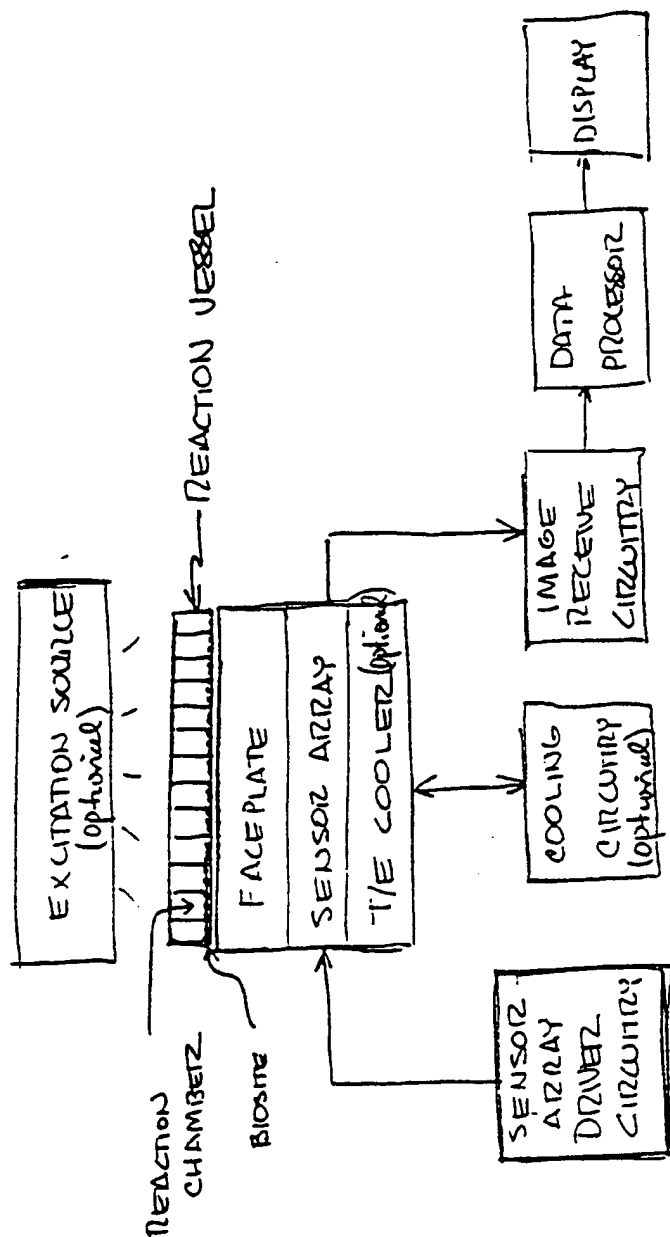 EXCITATION SOURCE
(optional)
REACTION VESSEL
REACTION
CHAMBER
BIOSITE
FACEPLATE
SENSOR ARRAY
T/E COOLER (optional)
SENSOR
ARRAY
DRIVER
CIRCUITRY
COOLING
CIRCUITRY
(optional)
IMAGE
RECEIVE
CIRCUITRY
DATA
PROCESSOR
DISPLAY